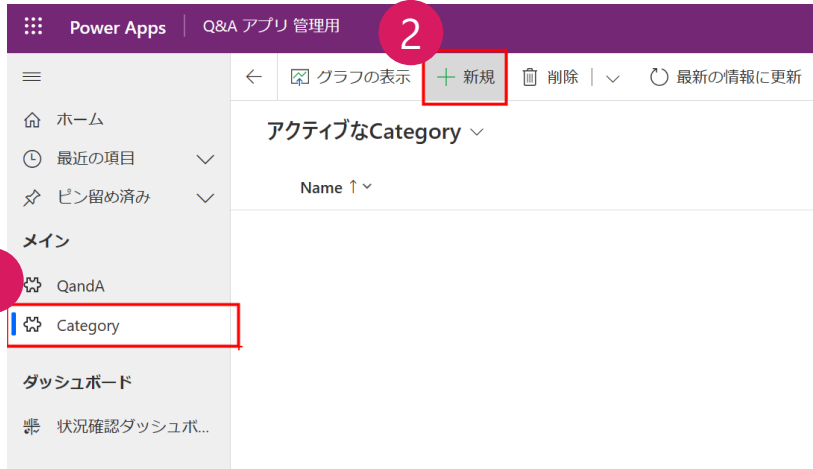 Power Apps Q&A アプリ 管理用
2
グラフの表示 新規 削除 最新の情報に更新
ホーム
最近の項目
ピン留め済み
メイン
QandA
Category
ダッシュボード
状況確認ダッシュボ...
アクティブなCategory
Name ↑